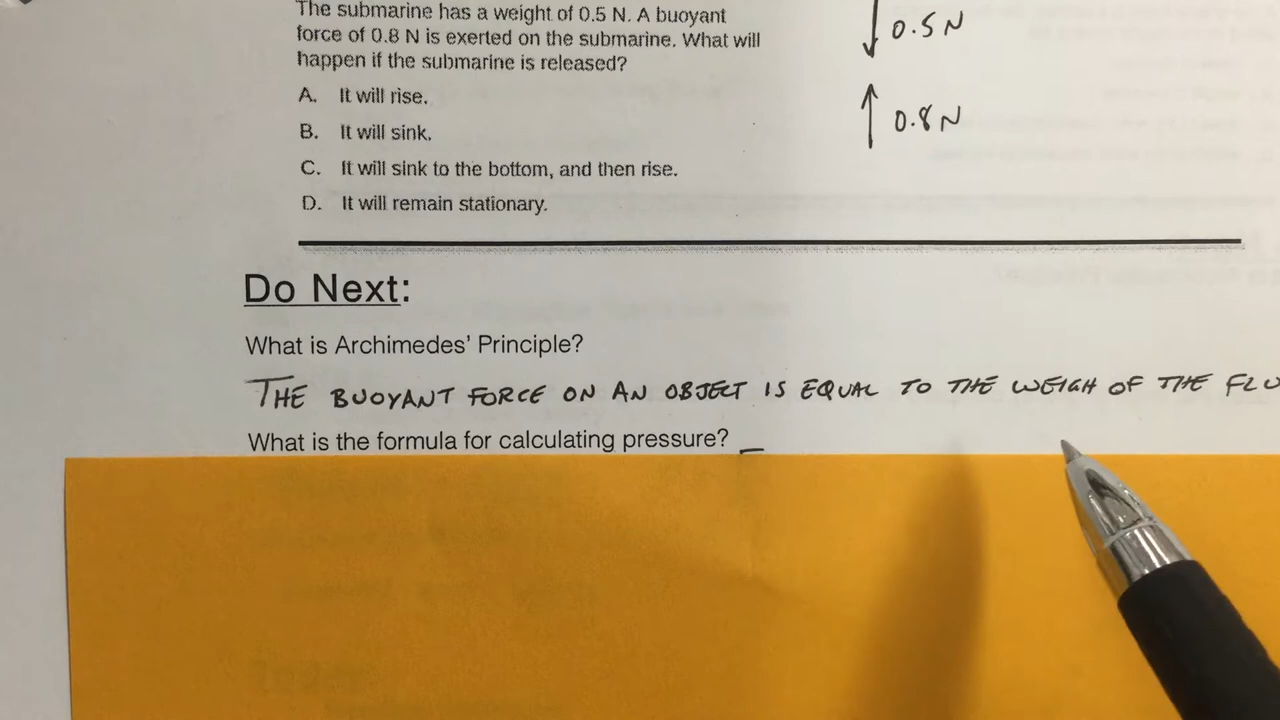 The submarine has a weight of 0.5 N. A buoyant
force of 0.8 N is exerted on the submarine. What will
happen if the submarine is released?
A. It will rise.
B. It will sink.
C. It will sink to the bottom, and then rise.
D. It will remain stationary.
0.5 N
0.8 N
Do Next:
What is Archimedes' Principle?
THE BUOYANT FORCE ON AN OBJECT IS EQUAL TO THE WEIGH OF THE FLU
What is the formula for calculating pressure?